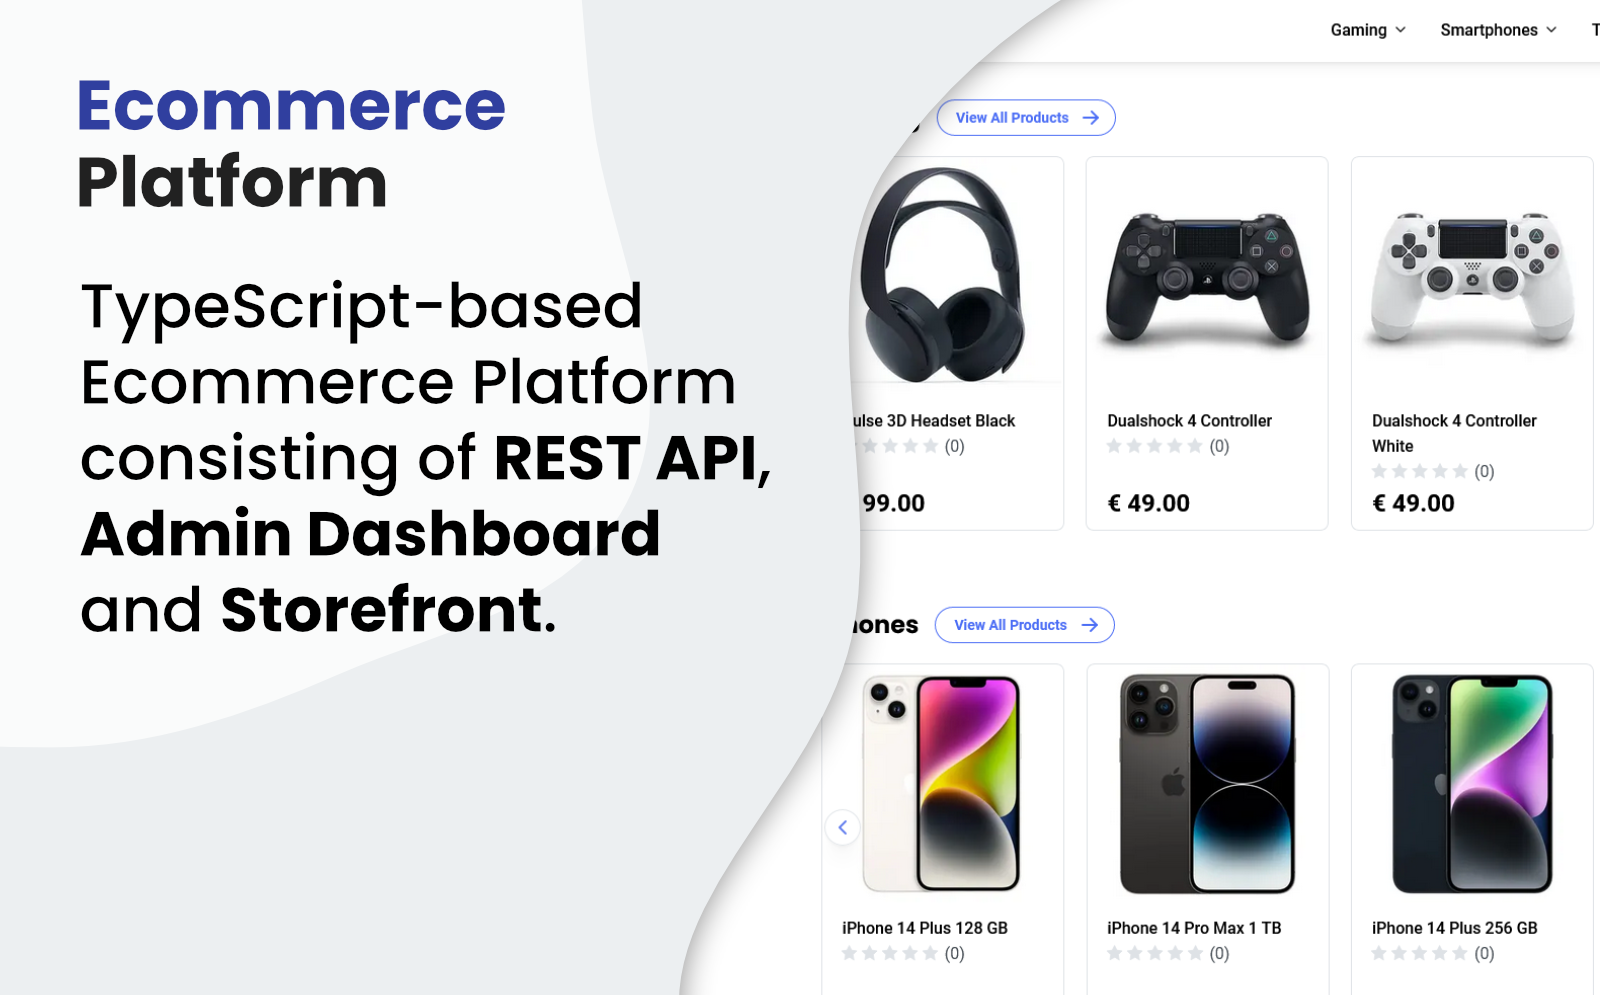 Ecommerce
Platform
TypeScript-based
Ecommerce Platform
consisting of REST API,
Admin Dashboard
and Storefront.
Gaming
Smartphones
View All Products
3D Headset Black
(0)
99.00
Dualshock 4 Controller
(0)
€ 49.00
Dualshock 4 Controller
White
(0)
€ 49.00
View All Products
iPhone 14 Plus 128 GB
(0)
iPhone 14 Pro Max 1 TB
(0)
iPhone 14 Plus 256 GB
(0)